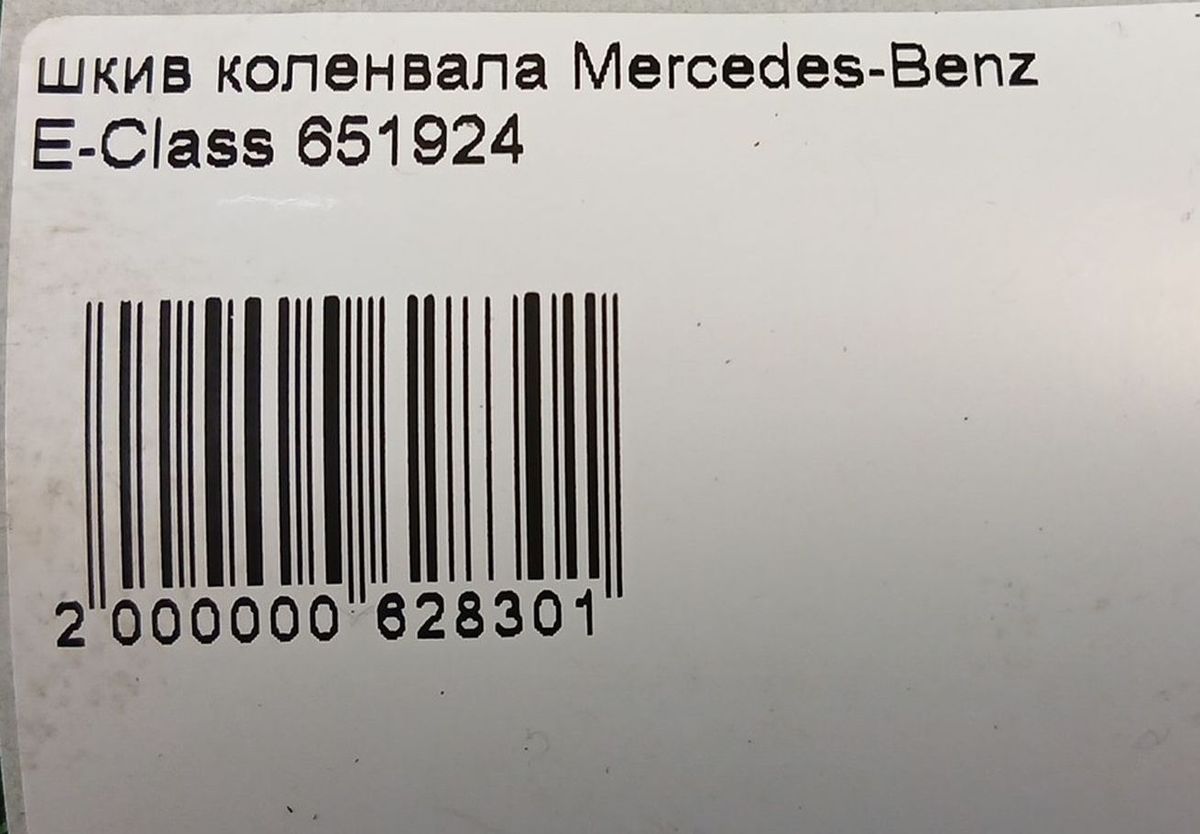 шкив коленвала Mercedes-Benz
E-Class 651924
2 000000 628301